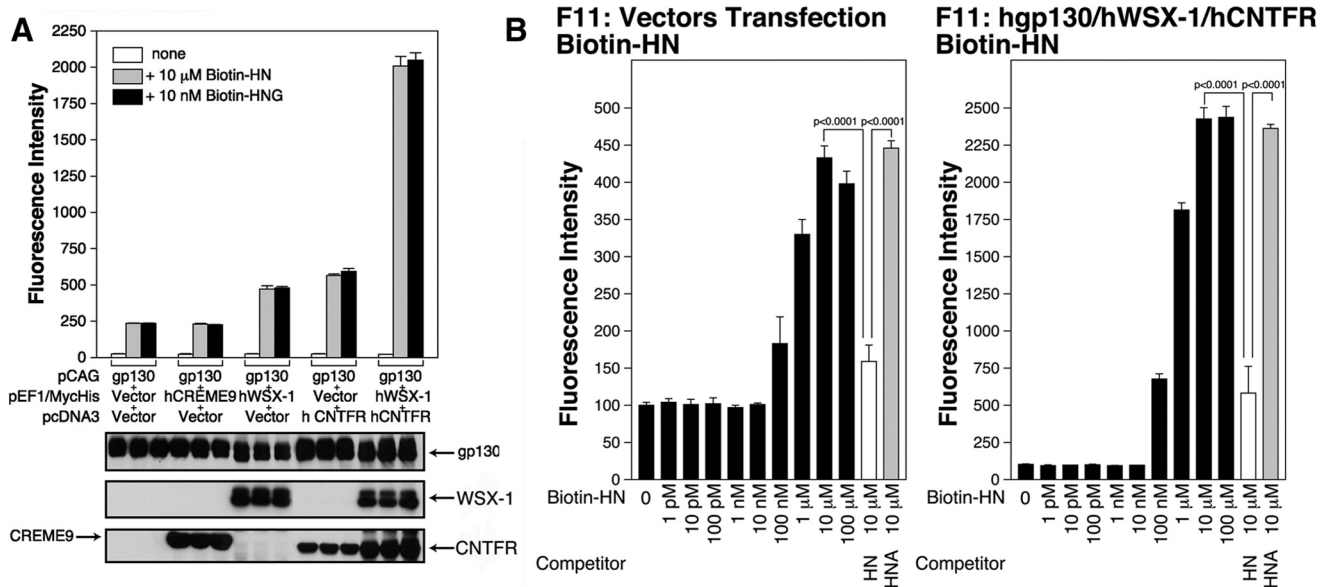 A
2250
2000
1750
1500
1250
1000
750
500
250
0
Fluorescence Intensity
none
+ 10 μM Biotin-HN
+ 10 nM Biotin-HNG
pCAG gp130 gp130 gp130 gp130 gp130
+ + + + +
pEF1/MycHis Vector hCREME9 hWSX-1 Vector hWSX-1
+ + + + +
pcDNA3 Vector Vector Vector h CNTFR hCNTFR
gp130
WSX-1
CREME9
CNTFR
B
F11: Vectors Transfection
Biotin-HN
500
450
400
350
300
250
200
150
100
50
0
Fluorescence Intensity
p<0.0001 p<0.0001
Biotin-HN 0 1 pM 10 pM 100 pM 1 nM 10 nM 100 nM 1 μM 10 μM 100 μM 10 μM 10 μM
Competitor HN HNA
F11: hgp130/hWSX-1/hCNTFR
Biotin-HN
2500
2250
2000
1750
1500
1250
2300
750
500
250
0
Fluorescence Intensity
p<0.0001 p<0.0001
Biotin-HN 0 1 pM 10 pM 100 pM 1 nM 10 nM 100 nM 1 μM 10 μM 100 μM 10 μM 10 μM
Competitor HN HNA